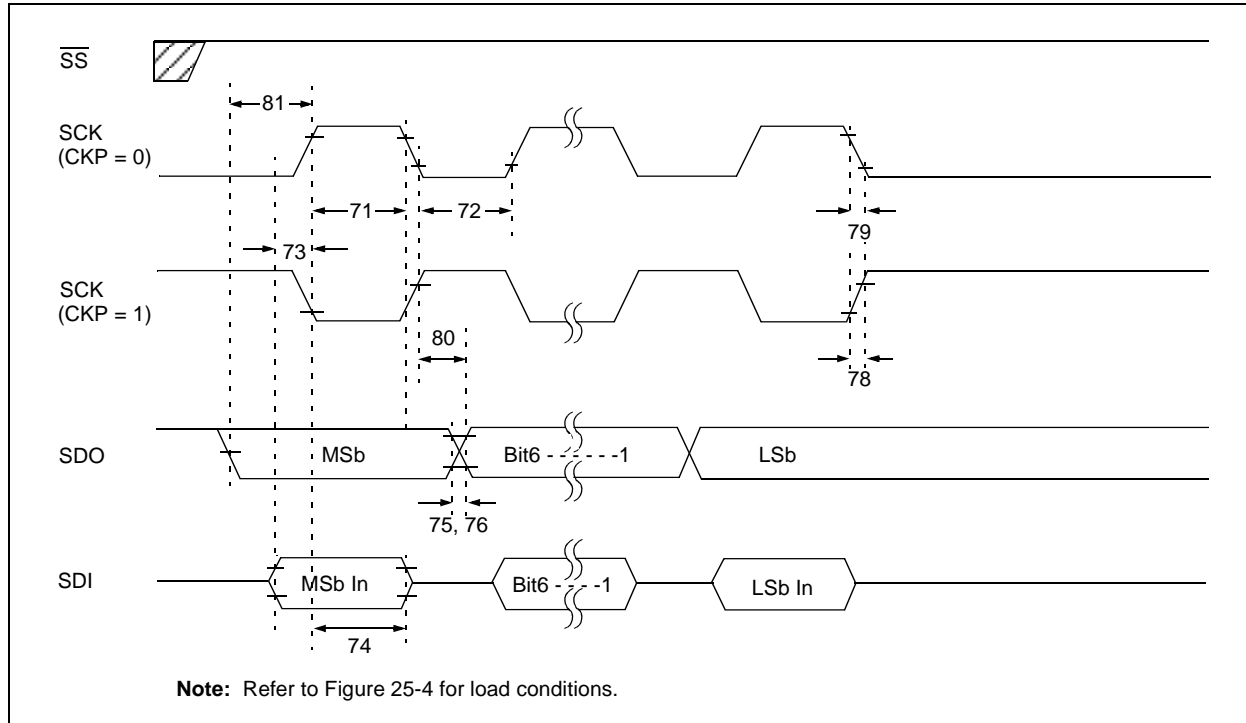 SS
81
SCK
(CKP = 0)
71
72
79
73
SCK
(CKP = 1)
80
78
SDO
MSb
Bit6 - - - - - -1
LSb
75, 76
SDI
MSb In
Bit6 - - - -1
LSb In
74
Note: Refer to Figure 25-4 for load conditions.